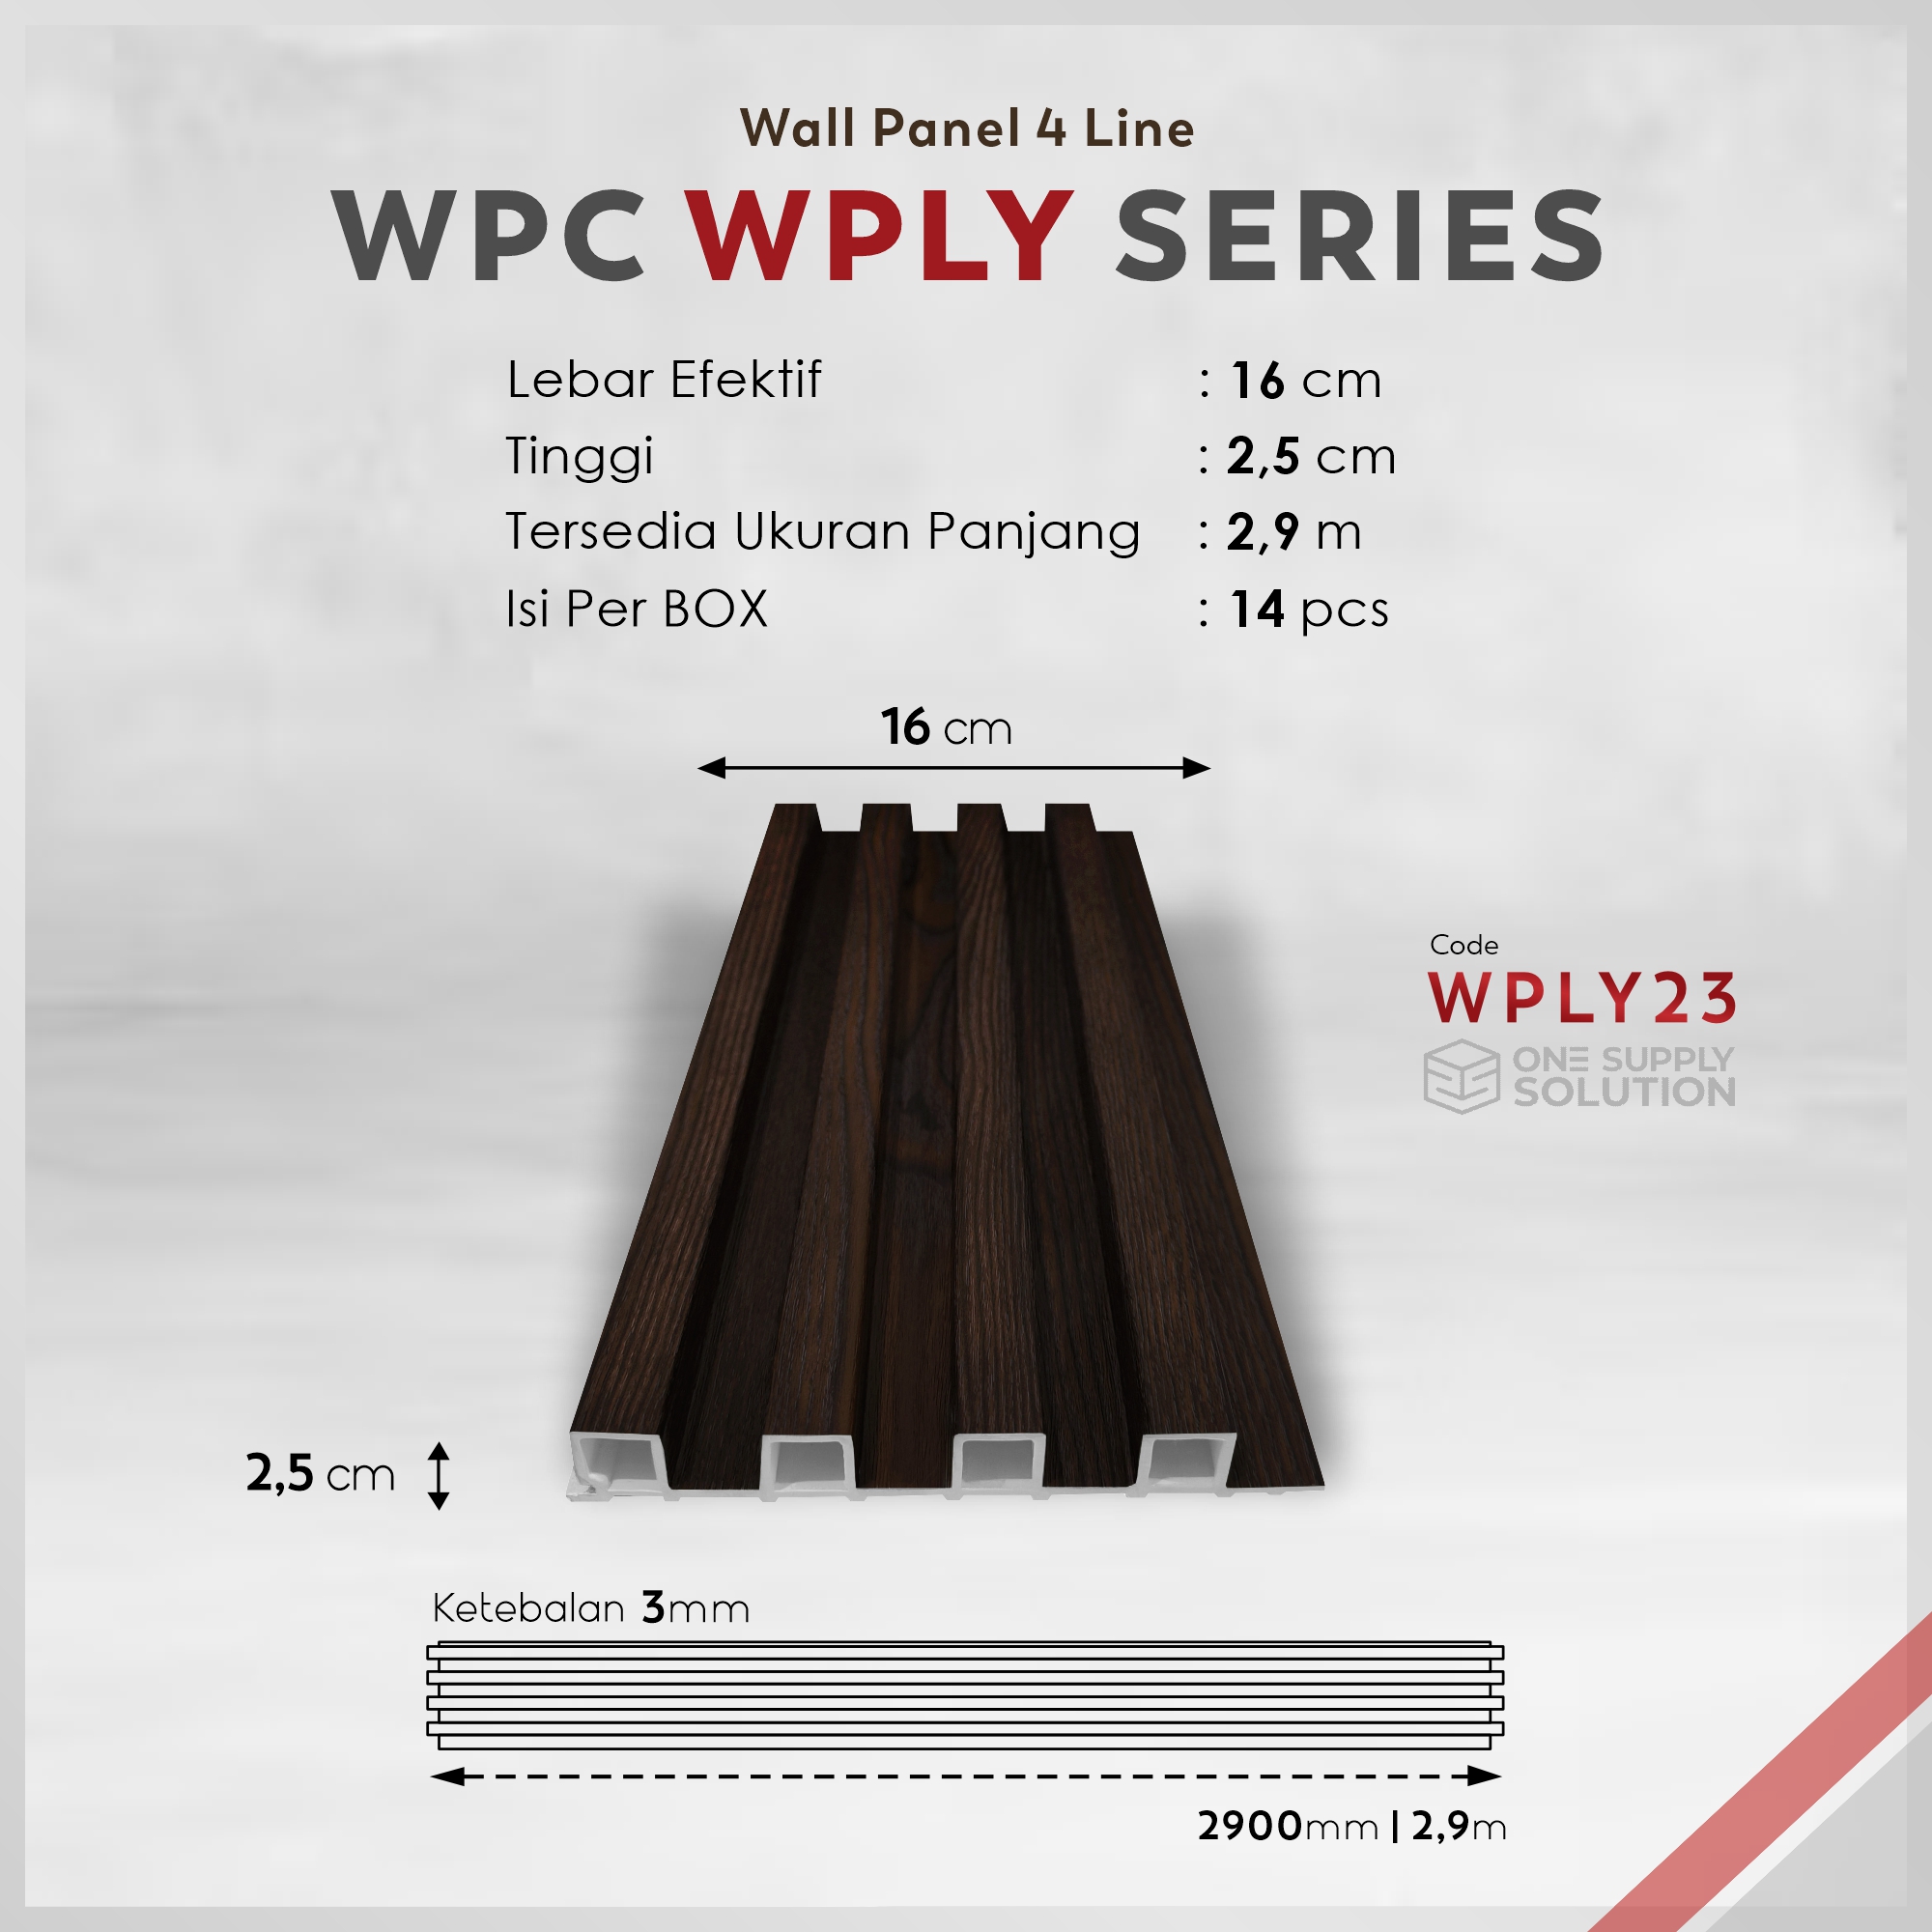 Wall Panel 4 Line
WPC WPLY SERIES
Lebar Efektif : 16 cm
Tinggi : 2,5 cm
Tersedia Ukuran Panjang : 2,9 m
Isi Per BOX : 14 pcs
16 cm
Code
WPLY23
ONE SUPPLY
SOLUTION
2,5 cm
Ketebalan 3mm
2900mm | 2,9m